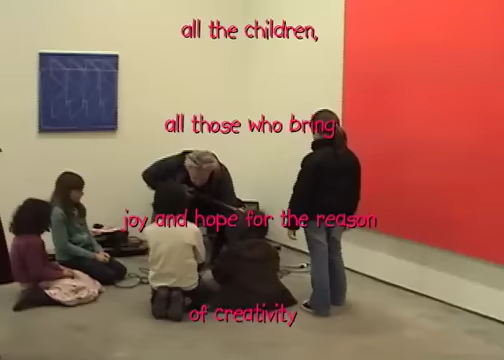 all the children,
all those who bring
joy and hope for the reason
of creativity